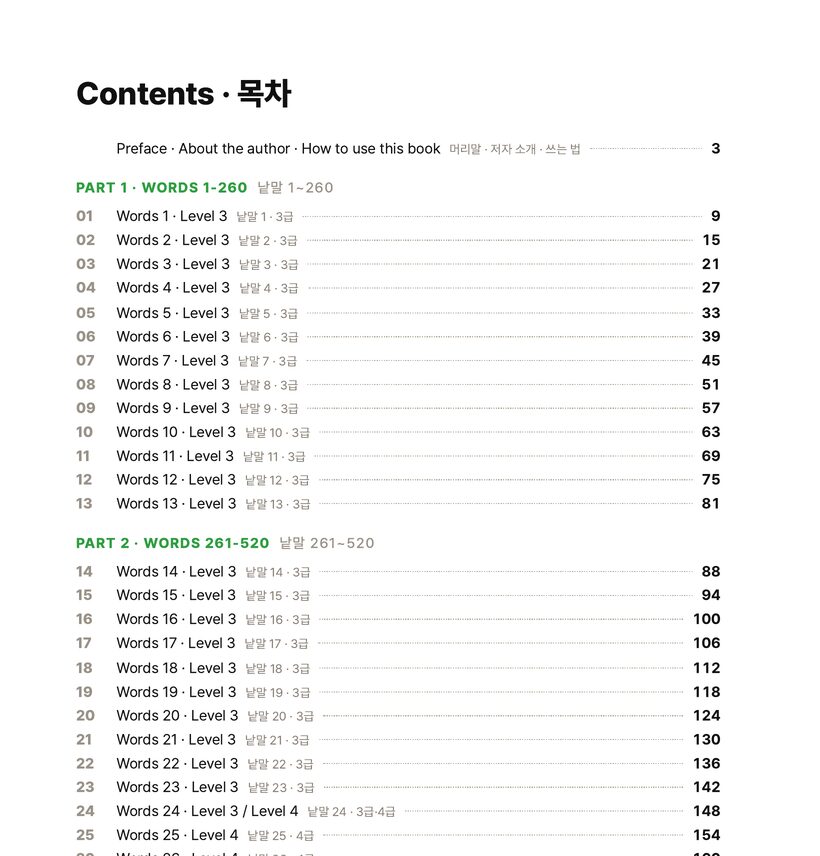 Contents · 목차
Preface · About the author · How to use this book 머리말 · 저자 소개 · 쓰는 법 3
PART 1 · WORDS 1-260 낱말 1~260
01 Words 1 · Level 3 낱말 1 · 3급 9
02 Words 2 · Level 3 낱말 2 · 3급 15
03 Words 3 · Level 3 낱말 3 · 3급 21
04 Words 4 · Level 3 낱말 4 · 3급 27
05 Words 5 · Level 3 낱말 5 · 3급 33
06 Words 6 · Level 3 낱말 6 · 3급 39
07 Words 7 · Level 3 낱말 7 · 3급 45
08 Words 8 · Level 3 낱말 8 · 3급 51
09 Words 9 · Level 3 낱말 9 · 3급 57
10 Words 10 · Level 3 낱말 10 · 3급 63
11 Words 11 · Level 3 낱말 11 · 3급 69
12 Words 12 · Level 3 낱말 12 · 3급 75
13 Words 13 · Level 3 낱말 13 · 3급 81
PART 2 · WORDS 261-520 낱말 261~520
14 Words 14 · Level 3 낱말 14 · 3급 88
15 Words 15 · Level 3 낱말 15 · 3급 94
16 Words 16 · Level 3 낱말 16 · 3급 100
17 Words 17 · Level 3 낱말 17 · 3급 106
18 Words 18 · Level 3 낱말 18 · 3급 112
19 Words 19 · Level 3 낱말 19 · 3급 118
20 Words 20 · Level 3 낱말 20 · 3급 124
21 Words 21 · Level 3 낱말 21 · 3급 130
22 Words 22 · Level 3 낱말 22 · 3급 136
23 Words 23 · Level 3 낱말 23 · 3급 142
24 Words 24 · Level 3 / Level 4 낱말 24 · 3급·4급 148
25 Words 25 · Level 4 낱말 25 · 4급 154